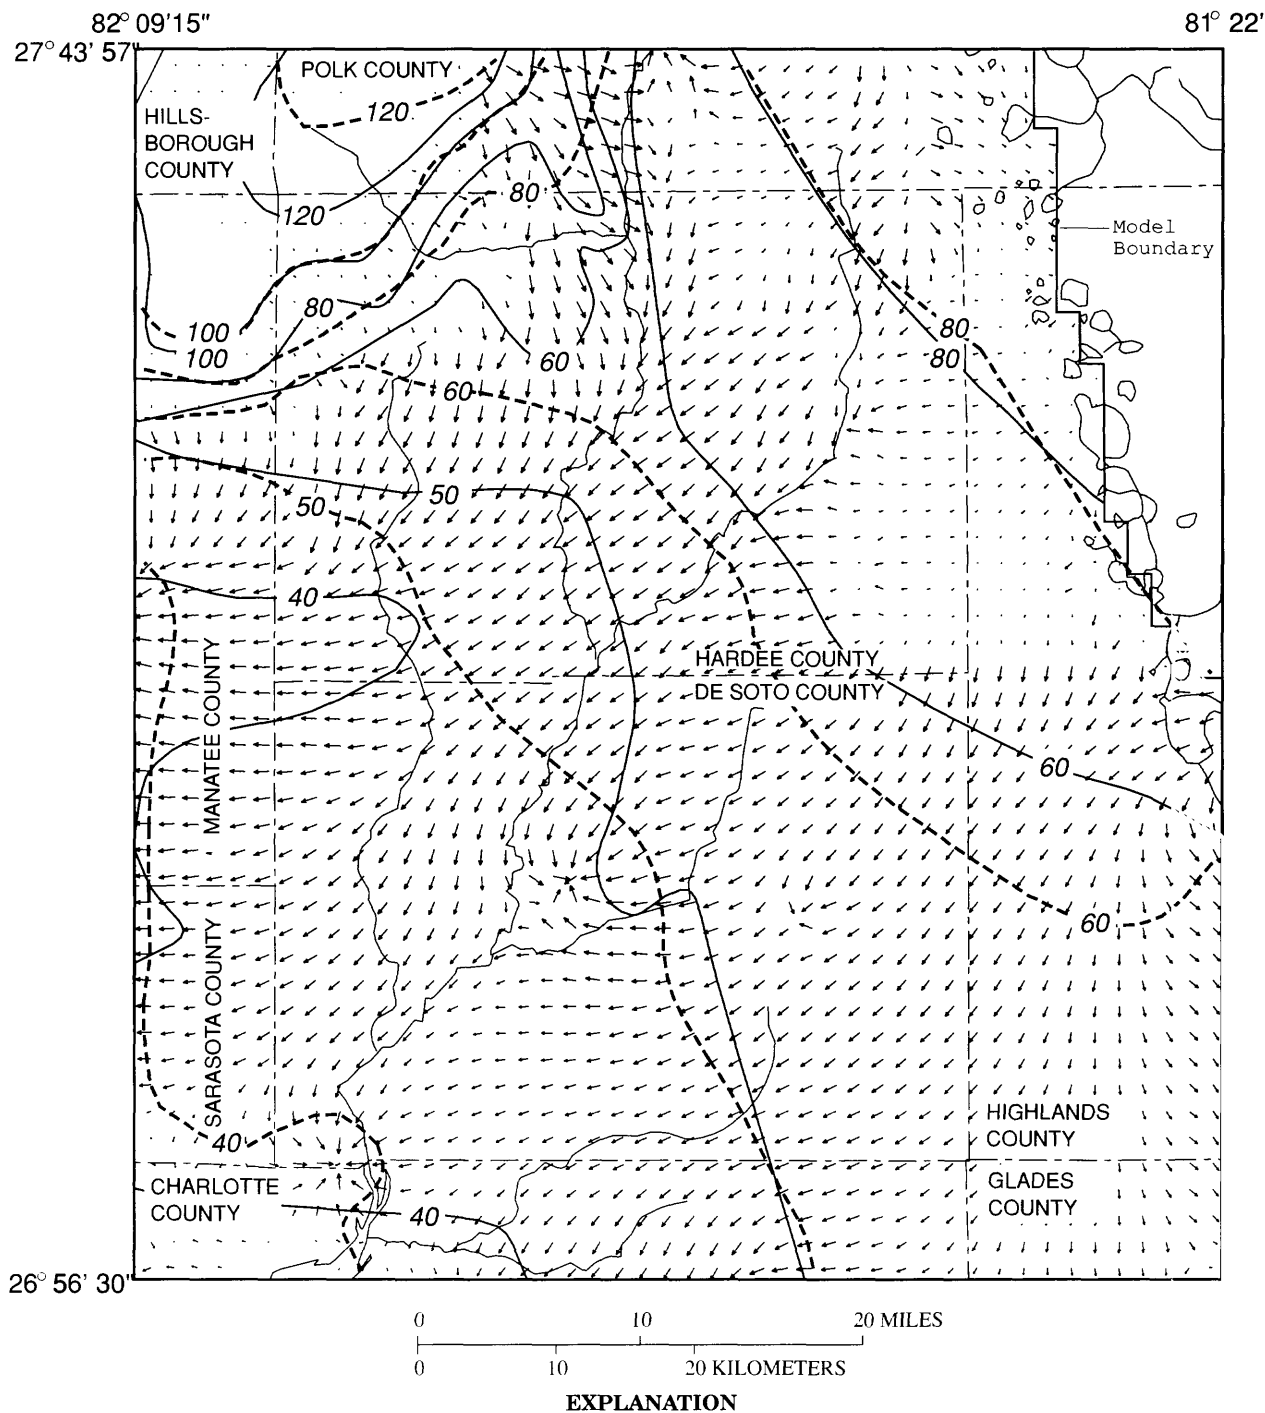 82° 09'15"
81° 22'
27° 43' 57"
POLK COUNTY
120
HILLS-
BOROUGH
COUNTY
80
120
Model
Boundary
80
100
100
80
80
60
60
50
50
40
HARDEE COUNTY
DE SOTO COUNTY
MANATEE COUNTY
60
60
SARASOTA COUNTY
40
HIGHLANDS
COUNTY
CHARLOTTE
COUNTY
40
GLADES
COUNTY
26° 56' 30"
0 10 20 MILES
0 10 20 KILOMETERS
EXPLANATION